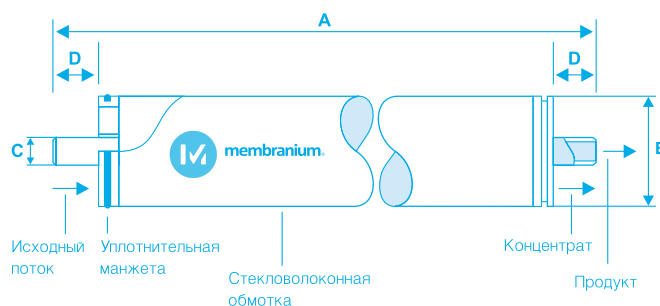 A
D
D
C
B
membranium®
Исходный
поток
Уплотнительная
манжета
Стекловолоконная
обмотка
Концентрат
Продукт